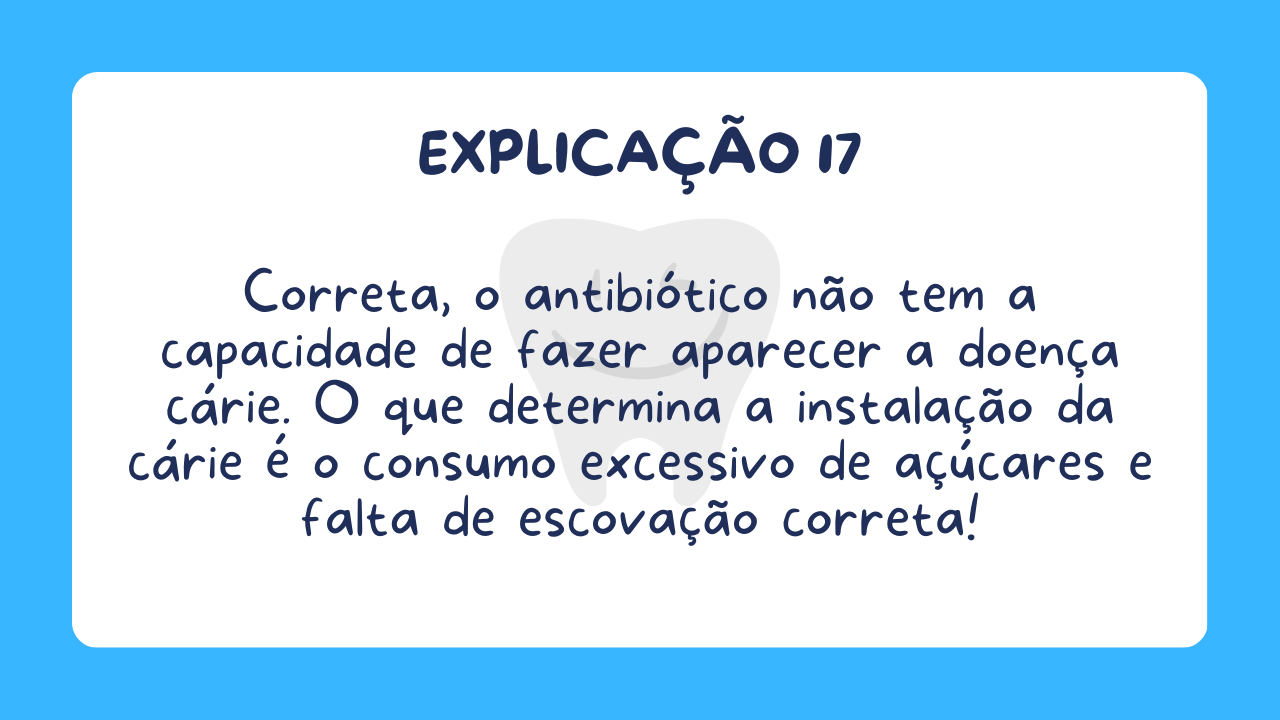 EXPLICAÇÃO 17
Correta, o antibiótico não tem a
capacidade de fazer aparecer a doença
cárie. O que determina a instalação da
cárie é o consumo excessivo de açúcares e
falta de escovação correta!